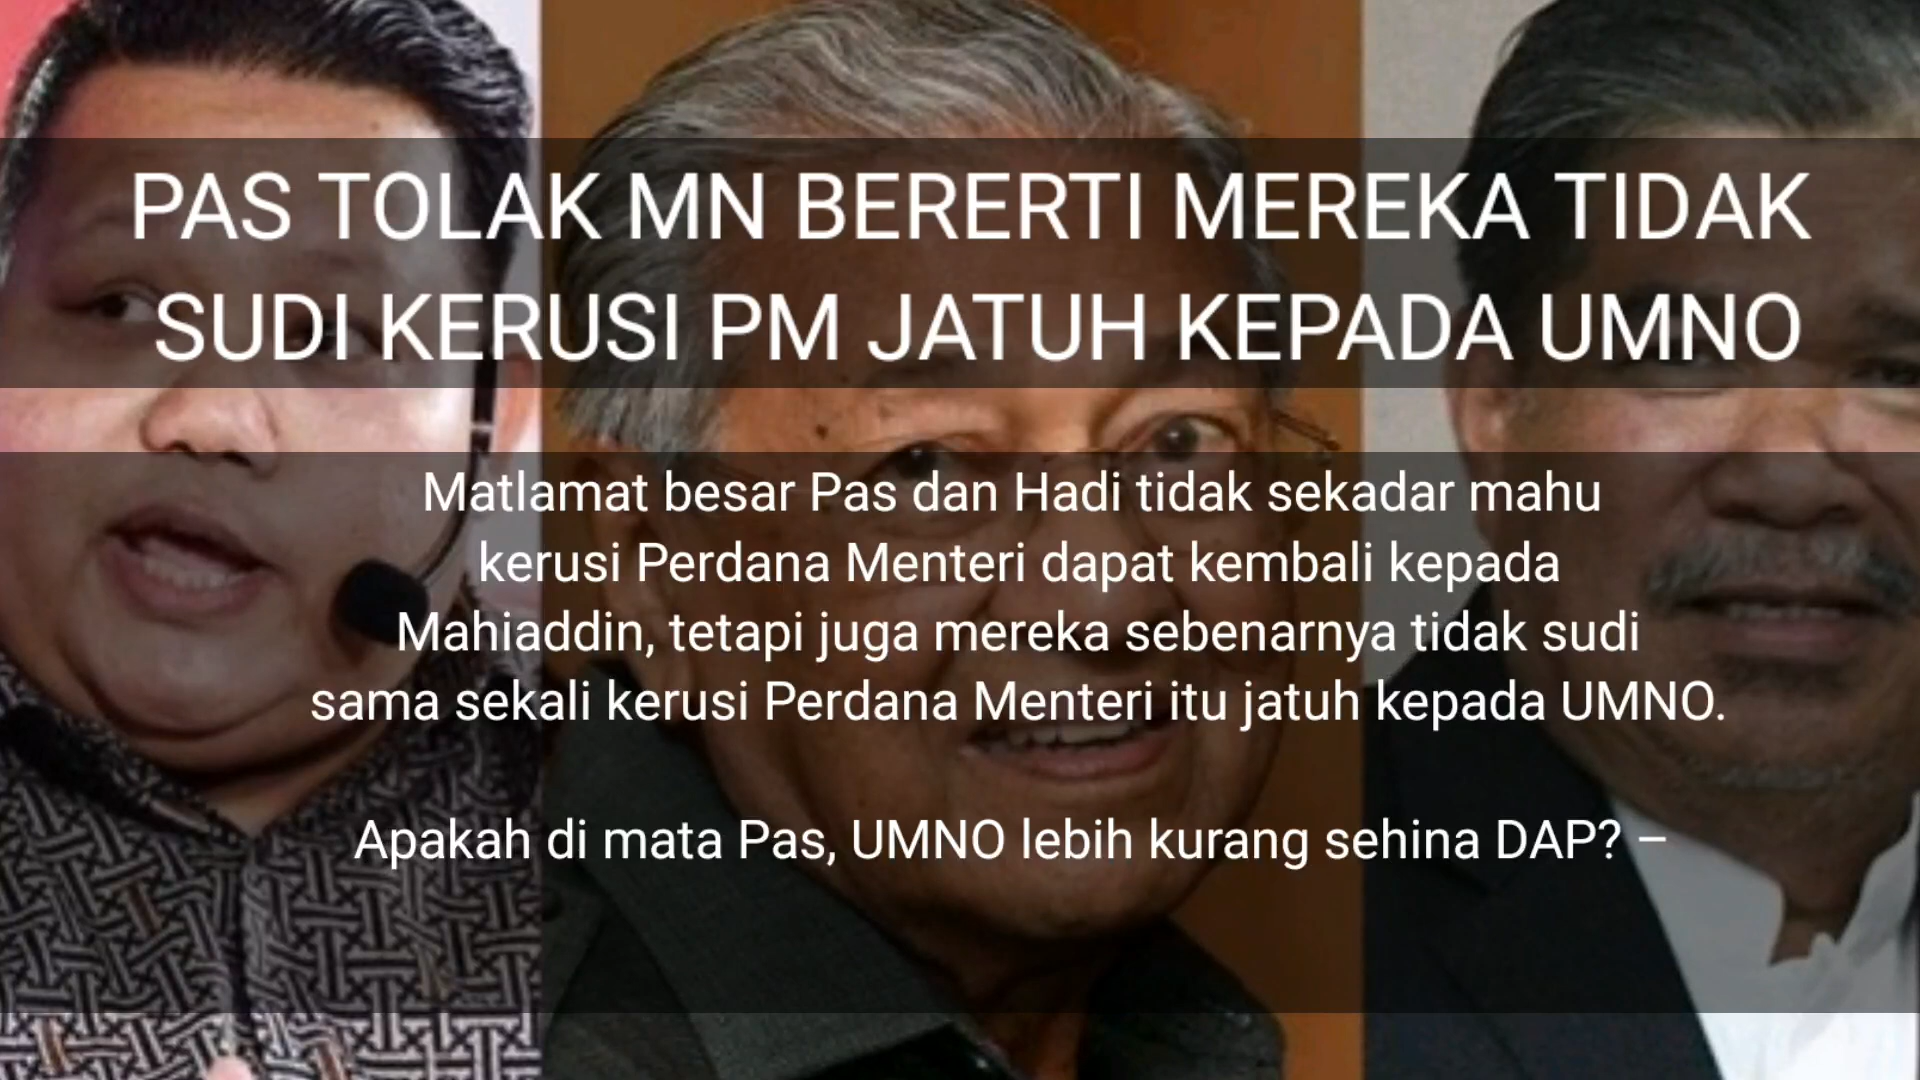 PAS TOLAK MN BERERTI MEREKA TIDAK
SUDI KERUSI PM JATUH KEPADA UMNO
Matlamat besar Pas dan Hadi tidak sekadar mahu
kerusi Perdana Menteri dapat kembali kepada
Mahiaddin, tetapi juga mereka sebenarnya tidak sudi
sama sekali kerusi Perdana Menteri itu jatuh kepada UMNO.
Apakah di mata Pas, UMNO lebih kurang sehina DAP? –